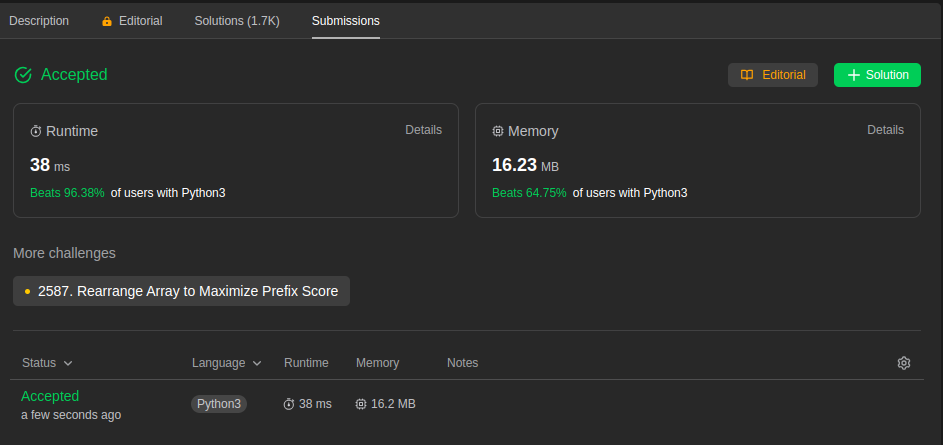 Description Editorial Solutions (1.7K) Submissions
Accepted Editorial Solution
Runtime Details Memory Details
38 ms 16.23 MB
Beats 96.38% of users with Python3 Beats 64.75% of users with Python3
More challenges
2587. Rearrange Array to Maximize Prefix Score
Status Language Runtime Memory Notes
Accepted Python3 38 ms 16.2 MB
a few seconds ago